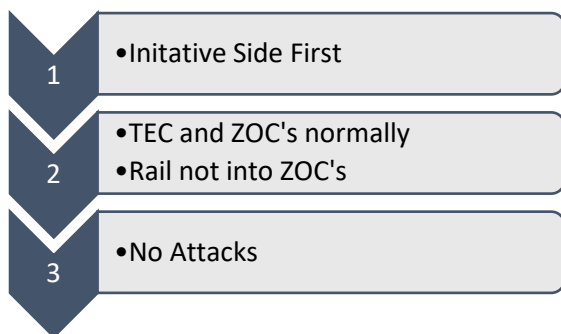 1
•Initative Side First
2
•TEC and ZOC's normally
•Rail not into ZOC's
3
•No Attacks